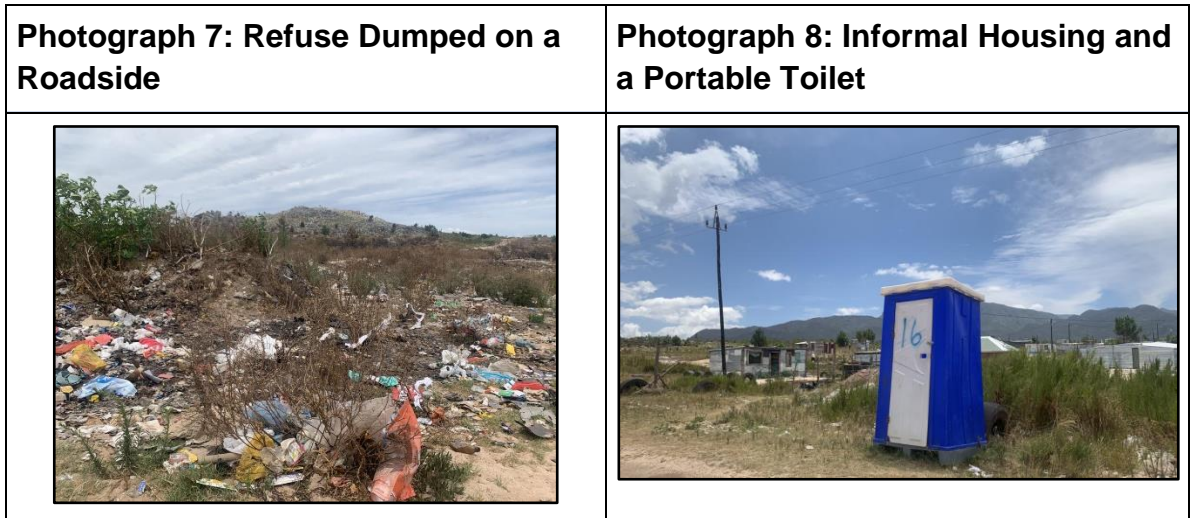 Photograph 7: Refuse Dumped on a
Roadside
Photograph 8: Informal Housing and
a Portable Toilet
16